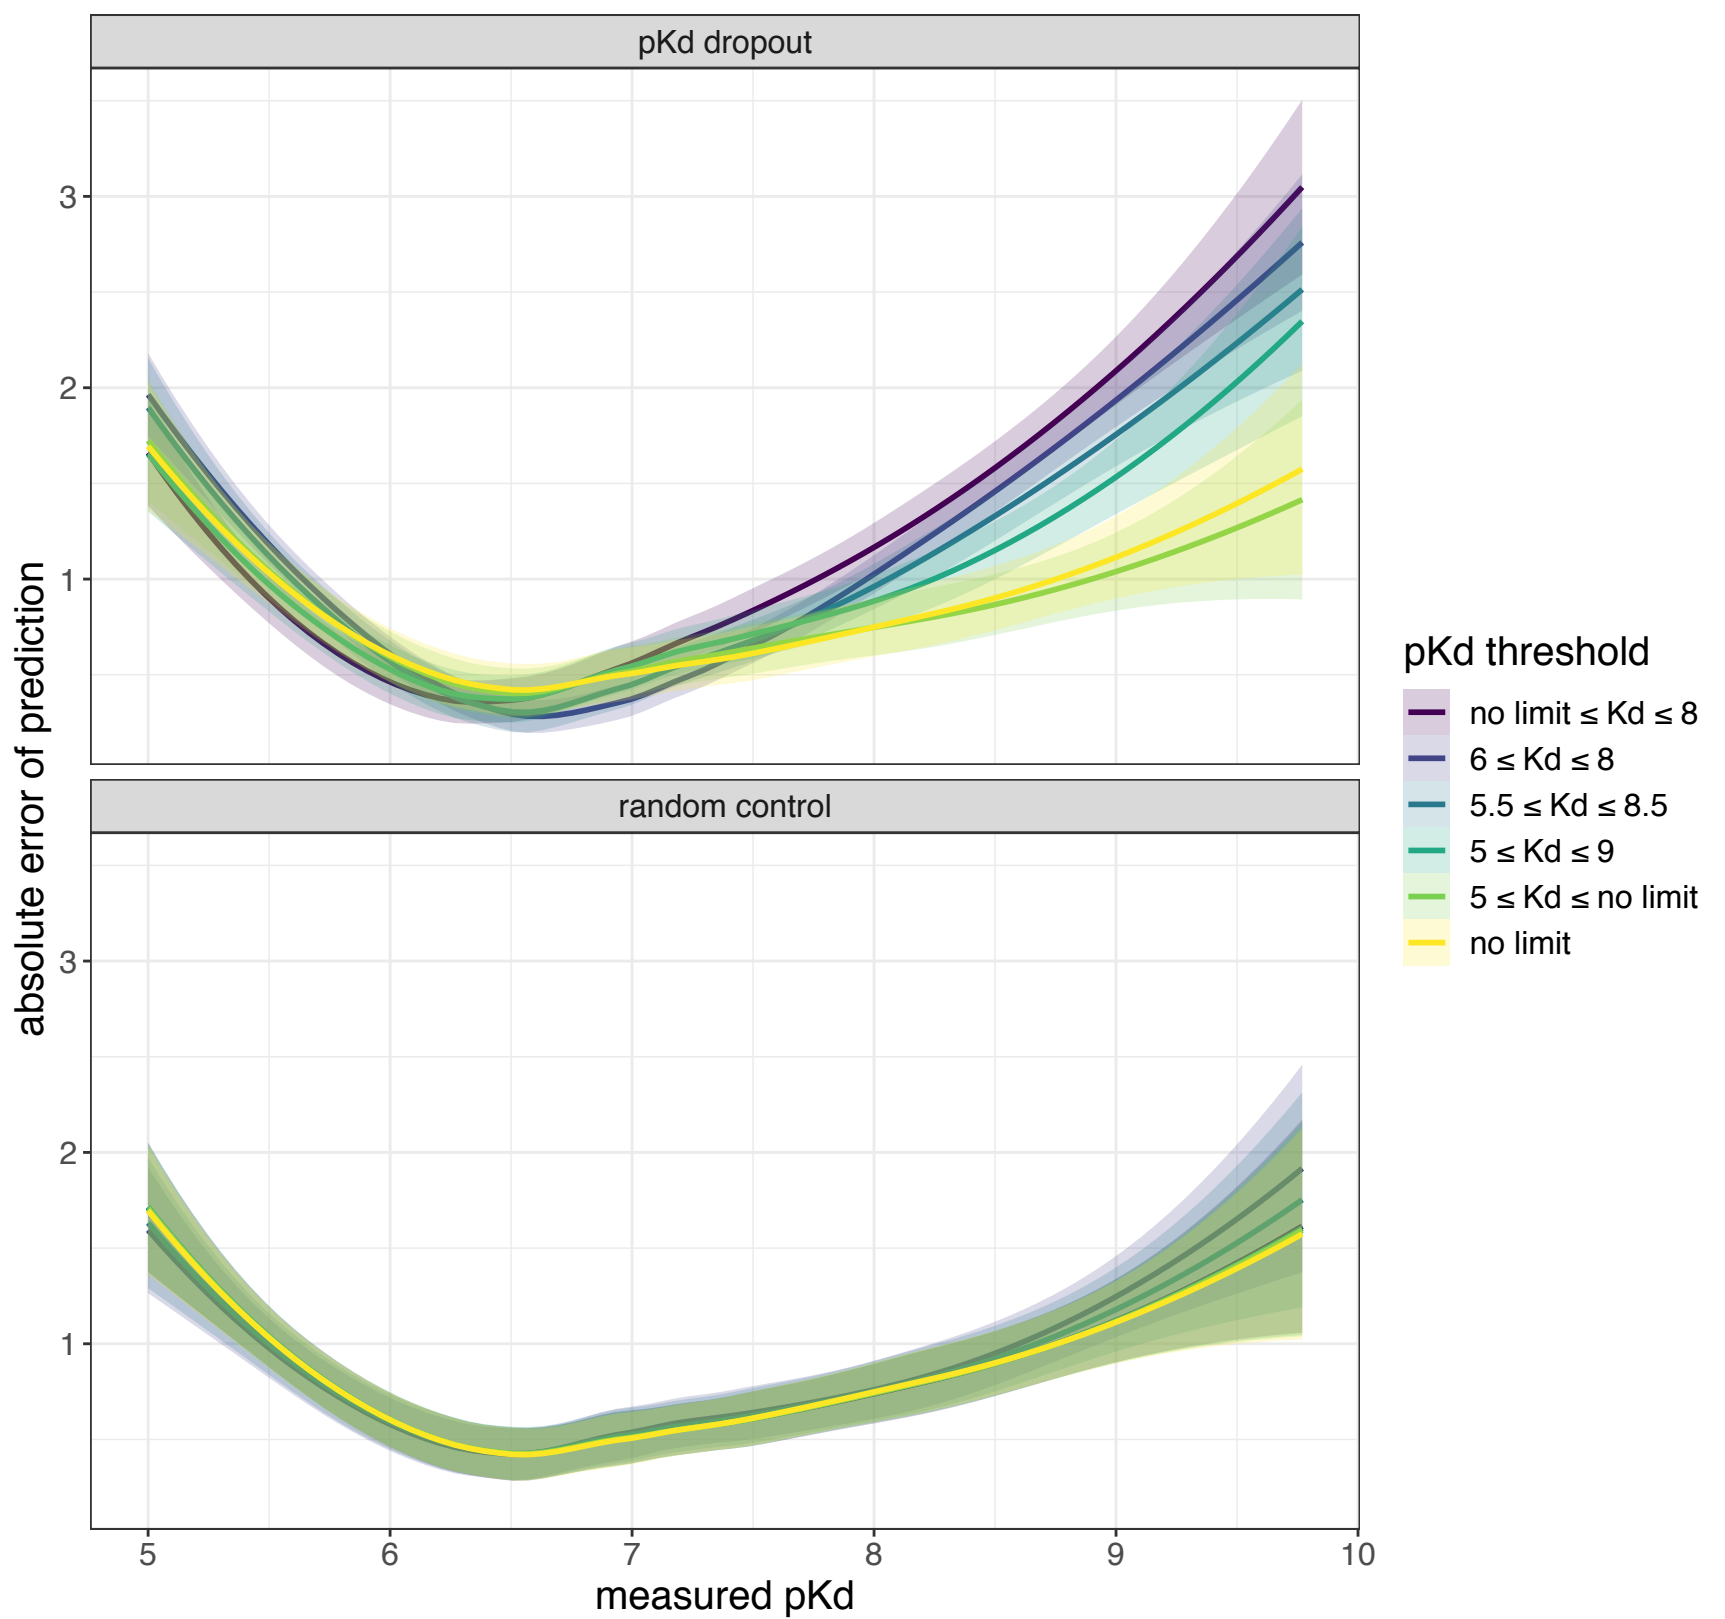 pKd dropout
3
2
1
absolute error of prediction
random control
3
2
1
5 6 7 8 9 10
measured pKd
pKd threshold
no limit ≤ Kd ≤ 8
6 ≤ Kd ≤ 8
5.5 ≤ Kd ≤ 8.5
5 ≤ Kd ≤ 9
5 ≤ Kd ≤ no limit
no limit